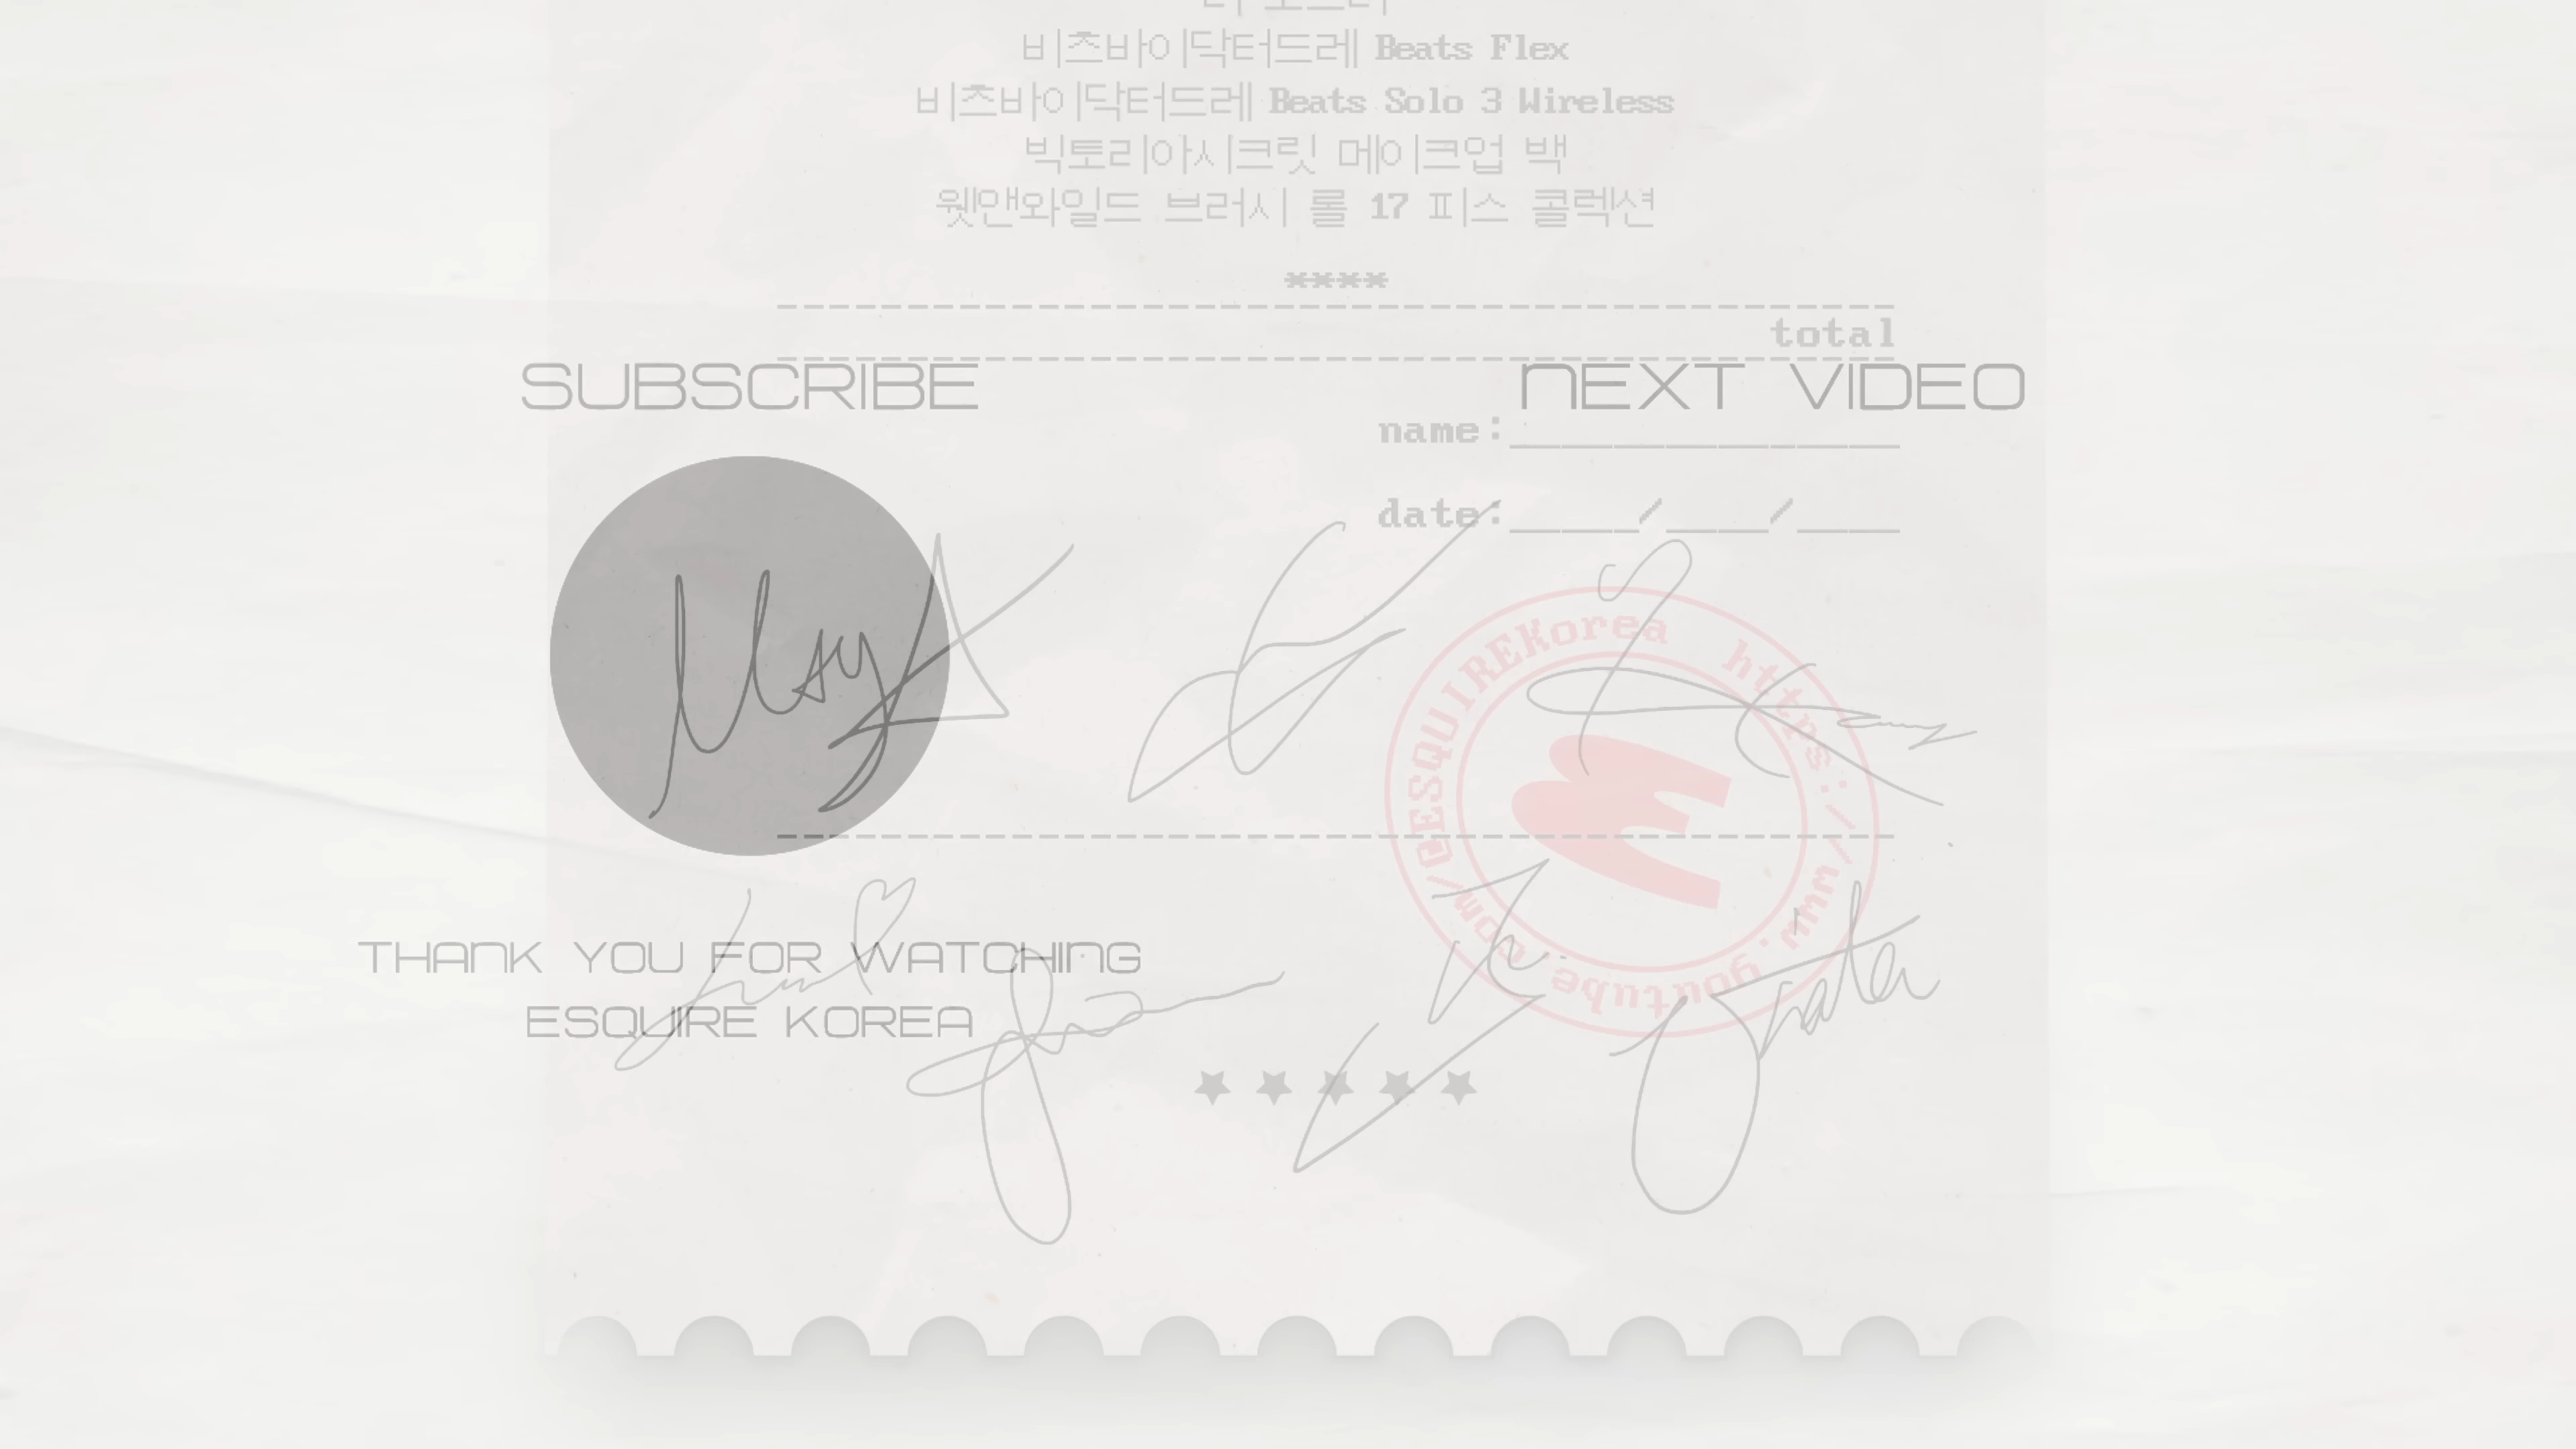 비츠바이닥터드레 Beats Flex
비츠바이닥터드레 Beats Solo 3 Wireless
빅토리아시크릿 메이크업 백
웻앤와일드 브러시 롤 17 피스 콜렉션
****
total
SUBSCRIBE
NEXT VIDEO
name:
date: / /
https://www.youtube.com/@ESQUIREKorea
THANK YOU FOR WATCHING
ESQUIRE KOREA